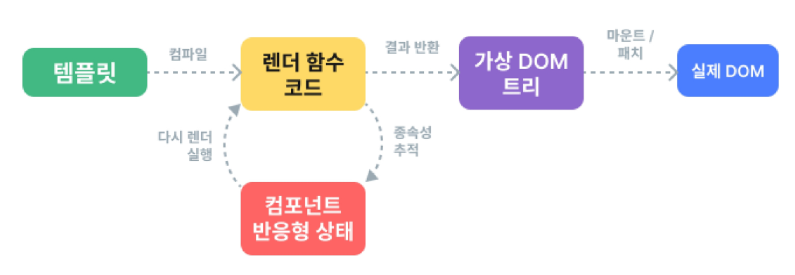 템플릿
컴파일
렌더 함수
코드
결과 반환
가상 DOM
트리
마운트 /
패치
실제 DOM
다시 렌더
실행
종속성
추적
컴포넌트
반응형 상태